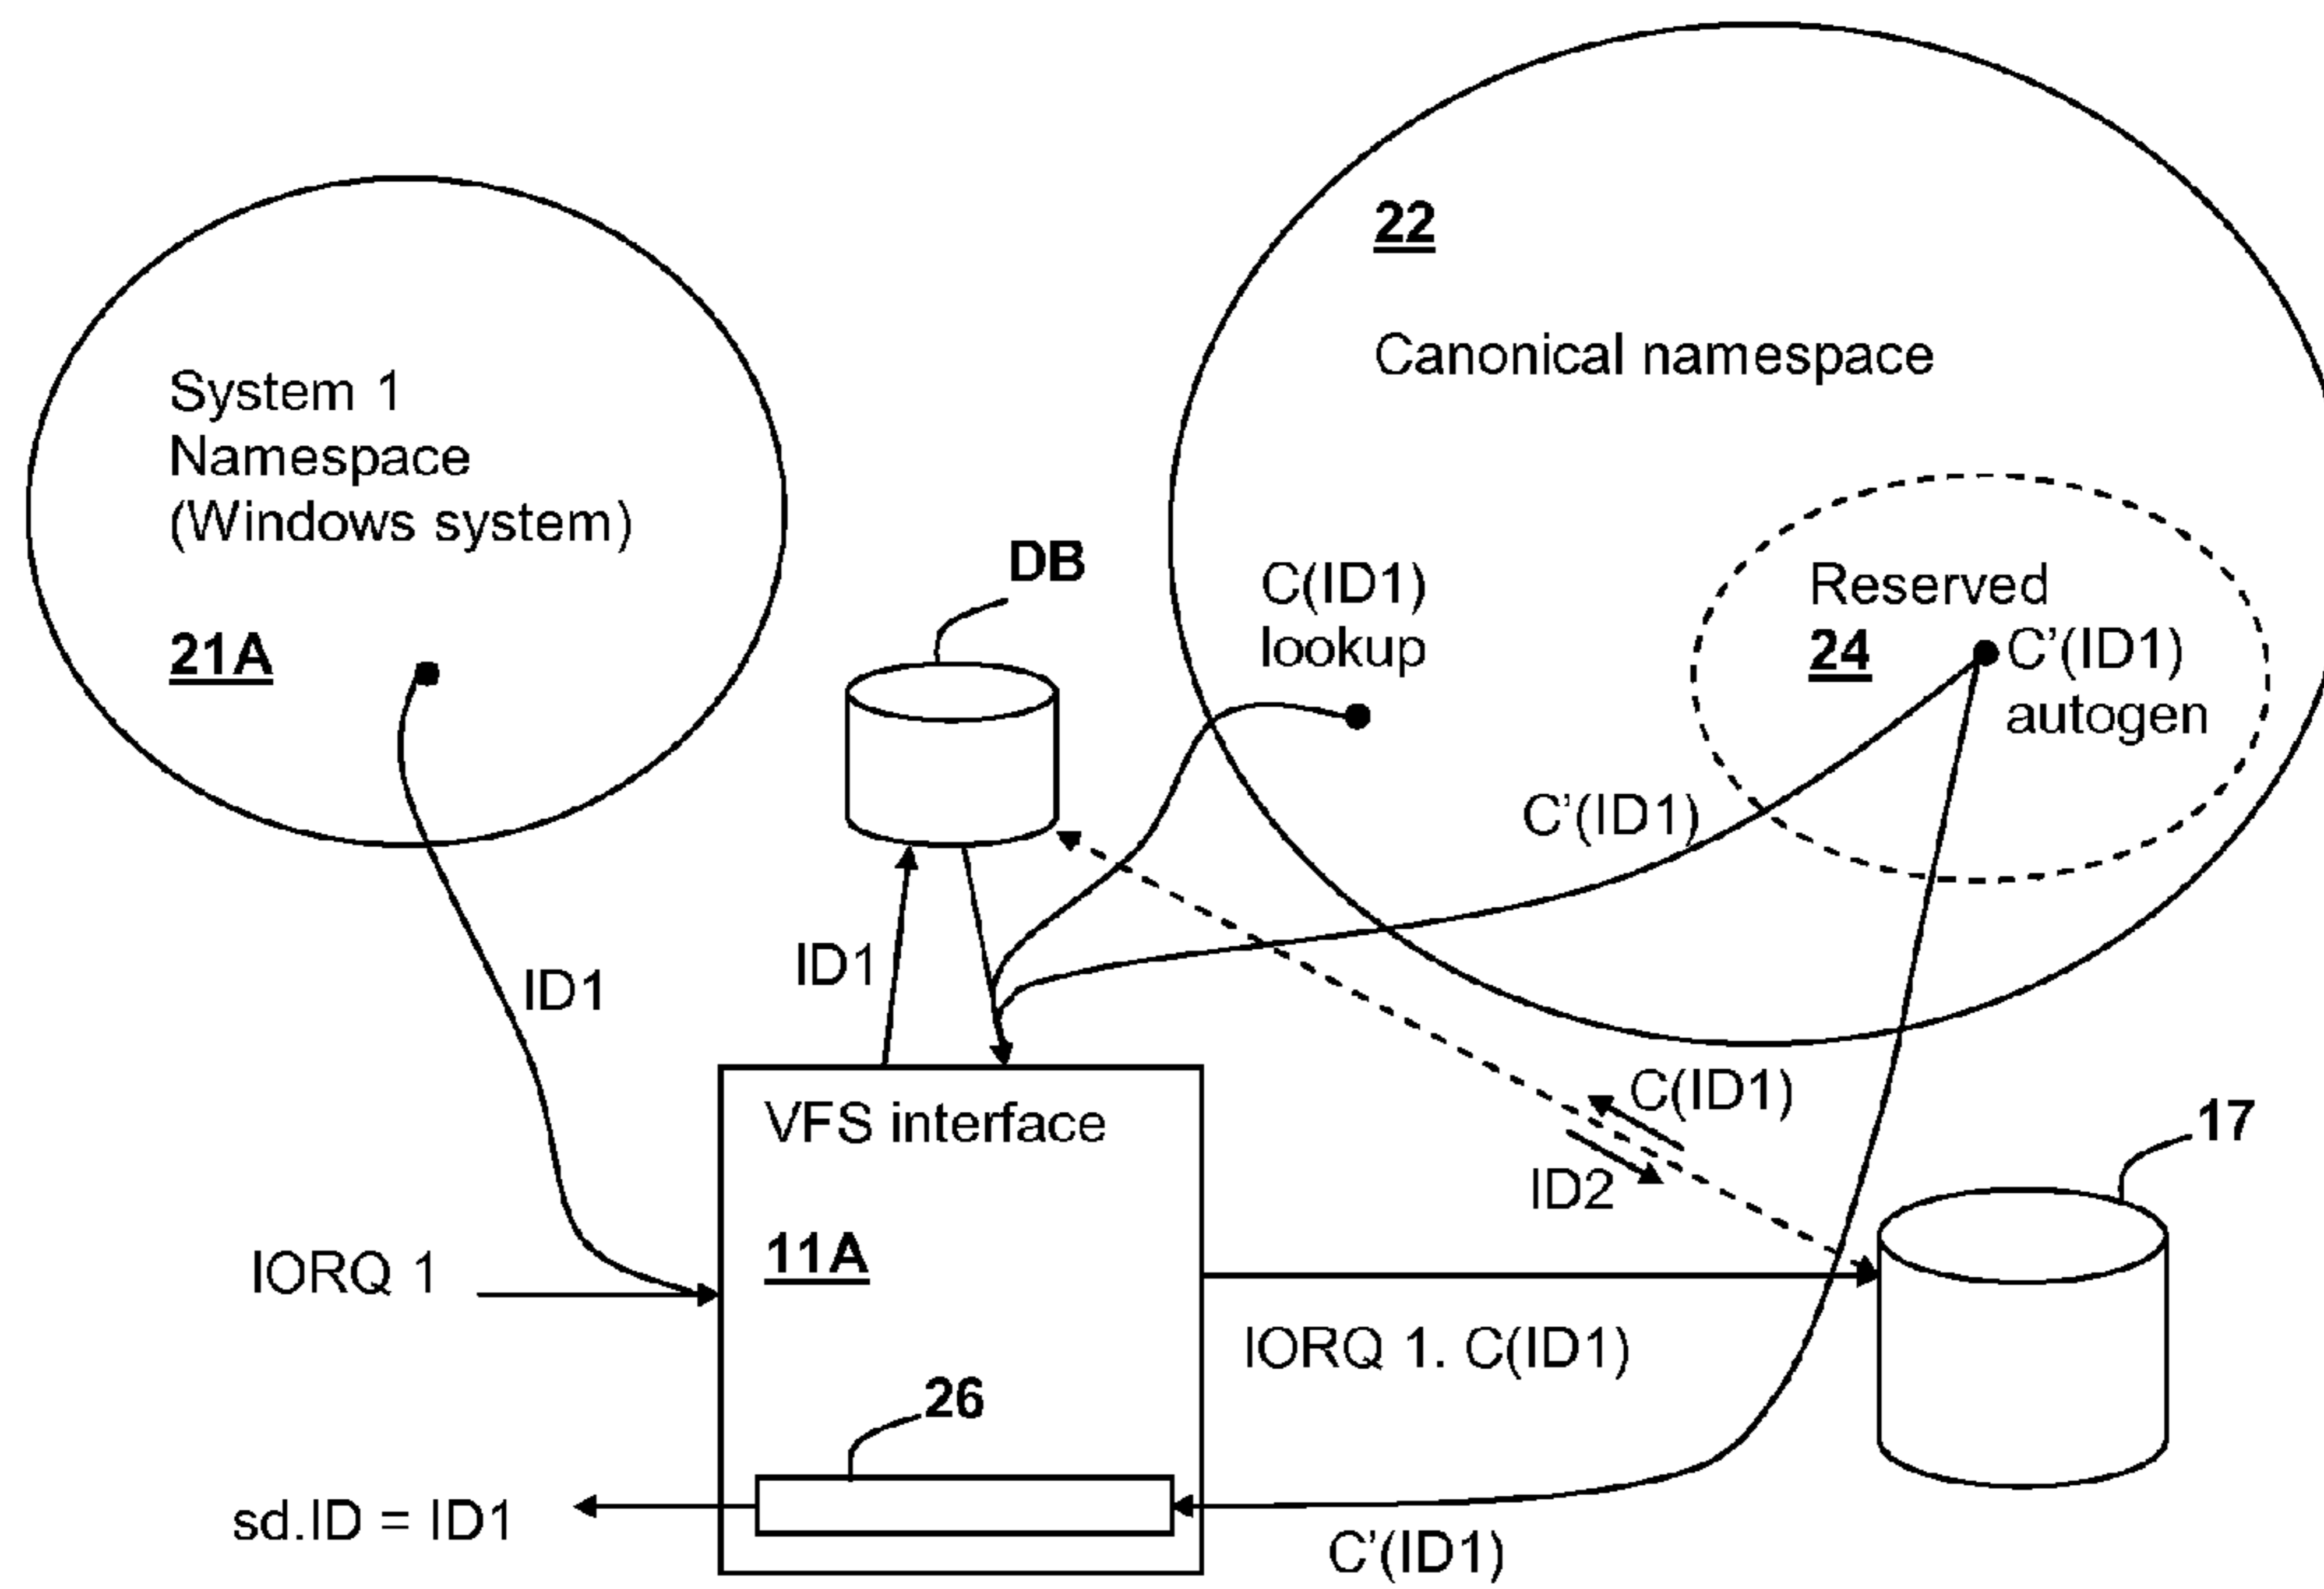 22
Canonical namespace
System 1
Namespace
(Windows system)
21A
DB
C(ID1)
lookup
Reserved
24
C’(ID1)
autogen
C’(ID1)
ID1
ID1
C(ID1)
ID2
17
VFS interface
11A
IORQ 1
IORQ 1. C(ID1)
26
sd.ID = ID1
C’(ID1)